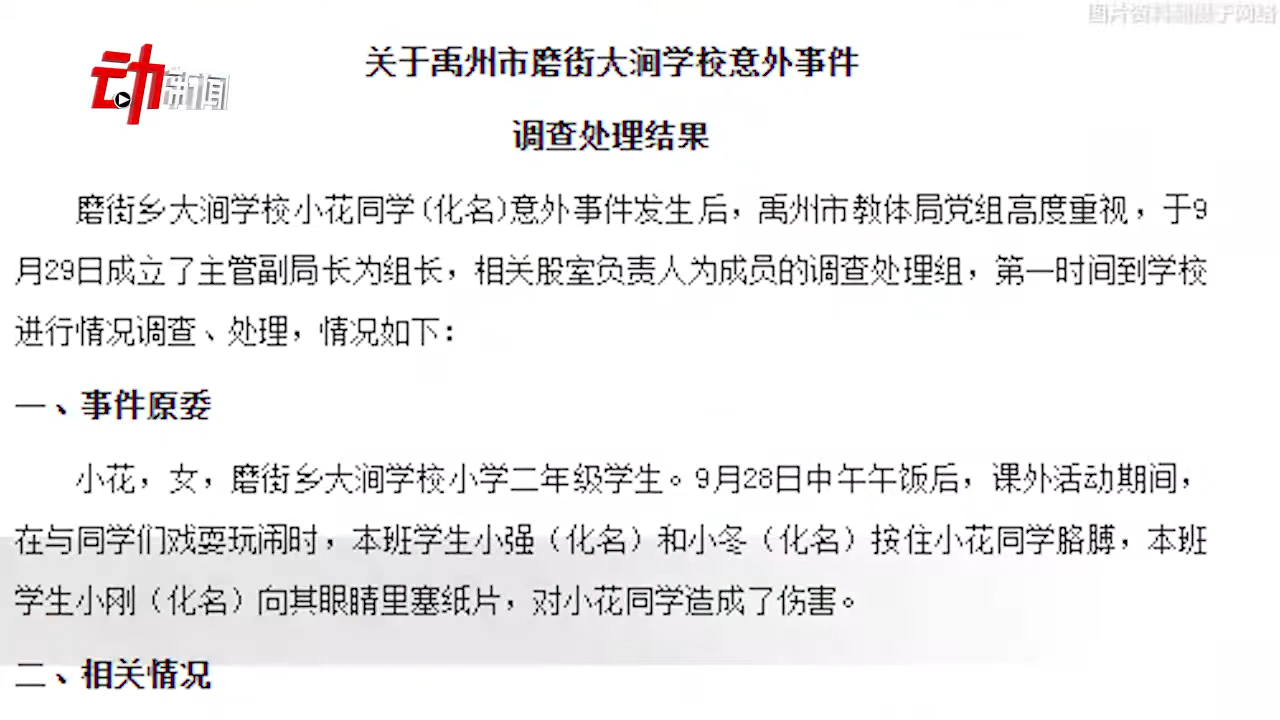 图片资料来源于网络
动新闻
关于禹州市磨街大涧学校意外事件
调查处理结果
磨街乡大涧学校小花同学(化名)意外事件发生后，禹州市教体局党组高度重视，于9
月29日成立了主管副局长为组长，相关股室负责人为成员的调查处理组，第一时间到学校
进行情况调查、处理，情况如下：
一、事件原委
小花，女，磨街乡大涧学校小学二年级学生。9月28日中午午饭后，课外活动期间，
在与同学们戏耍玩闹时，本班学生小强（化名）和小冬（化名）按住小花同学胳膊，本班
学生小刚（化名）向其眼睛里塞纸片，对小花同学造成了伤害。
二、相关情况